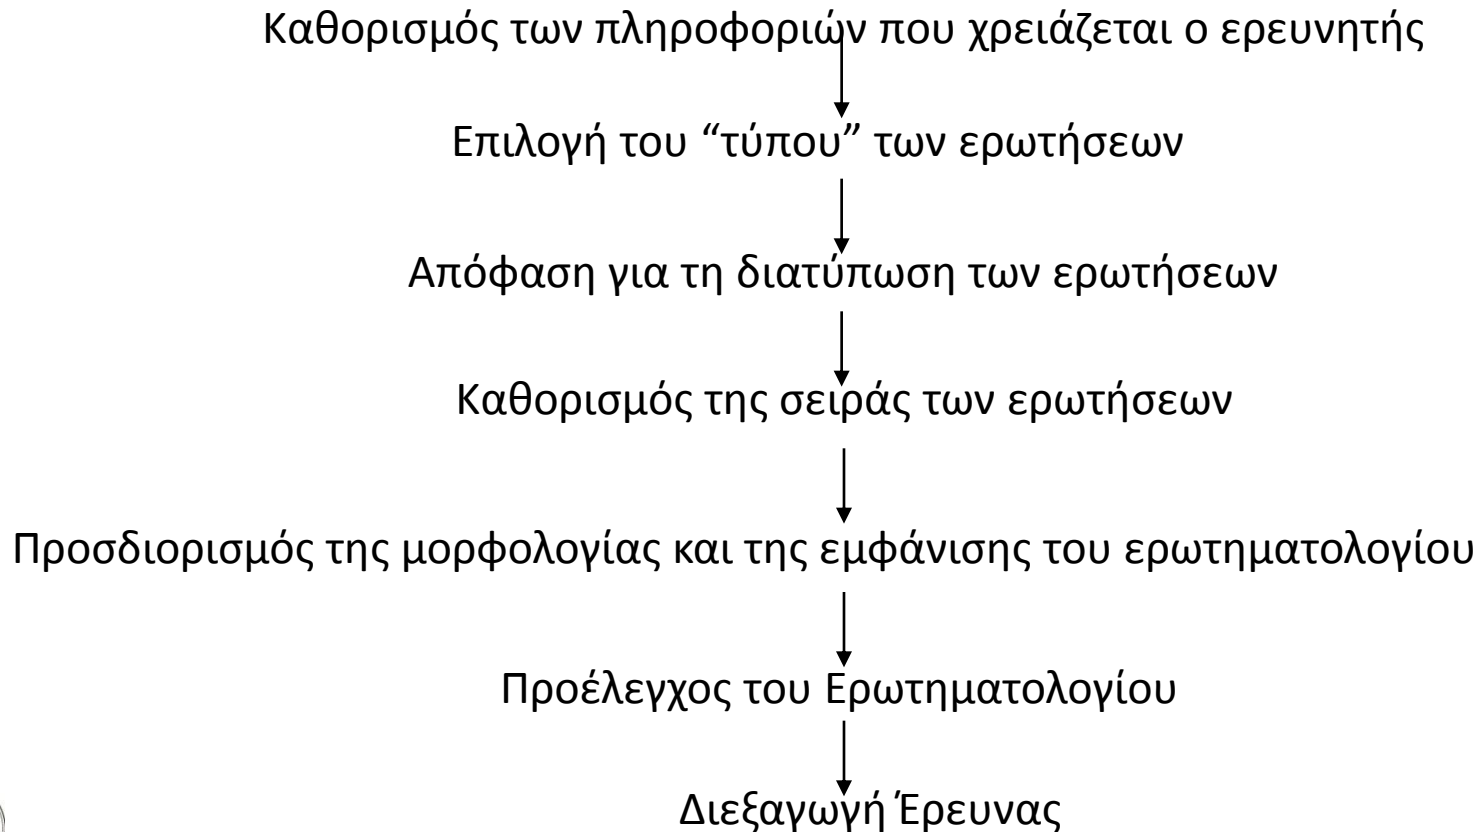 Καθορισμός των πληροφοριών που χρειάζεται ο ερευνητής
Επιλογή του “τύπου” των ερωτήσεων
Απόφαση για τη διατύπωση των ερωτήσεων
Καθορισμός της σειράς των ερωτήσεων
Προσδιορισμός της μορφολογίας και της εμφάνισης του ερωτηματολογίου
Προέλεγχος του Ερωτηματολογίου
Διεξαγωγή Έρευνας